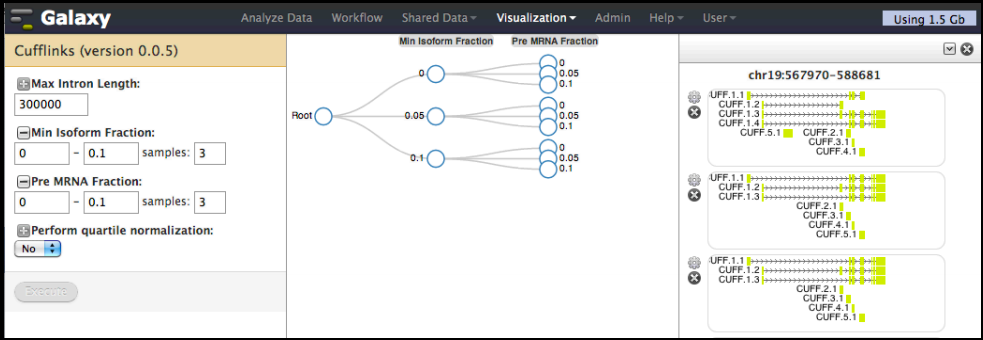 Galaxy
Analyze Data Workflow Shared Data Visualization Admin Help User
Using 1.5 Gb
Cufflinks (version 0.0.5)
Max Intron Length:
300000
Min Isoform Fraction:
0 - 0.1 samples: 3
Pre MRNA Fraction:
0 - 0.1 samples: 3
Perform quartile normalization:
No
Execute
Min Isoform Fraction Pre MRNA Fraction
Root
0
0
0.05
0.1
0.05
0
0.05
0.1
0.1
0
0.05
0.1
chr19:567970-588681
UFF.1.1
CUFF.1.2
CUFF.1.3
CUFF.1.4
CUFF.5.1 CUFF.2.1
CUFF.3.1
CUFF.4.1
UFF.1.1
CUFF.1.2
CUFF.1.3
CUFF.2.1
CUFF.3.1
CUFF.4.1
CUFF.5.1
UFF.1.1
CUFF.1.2
CUFF.1.3
CUFF.2.1
CUFF.3.1
CUFF.4.1
CUFF.5.1